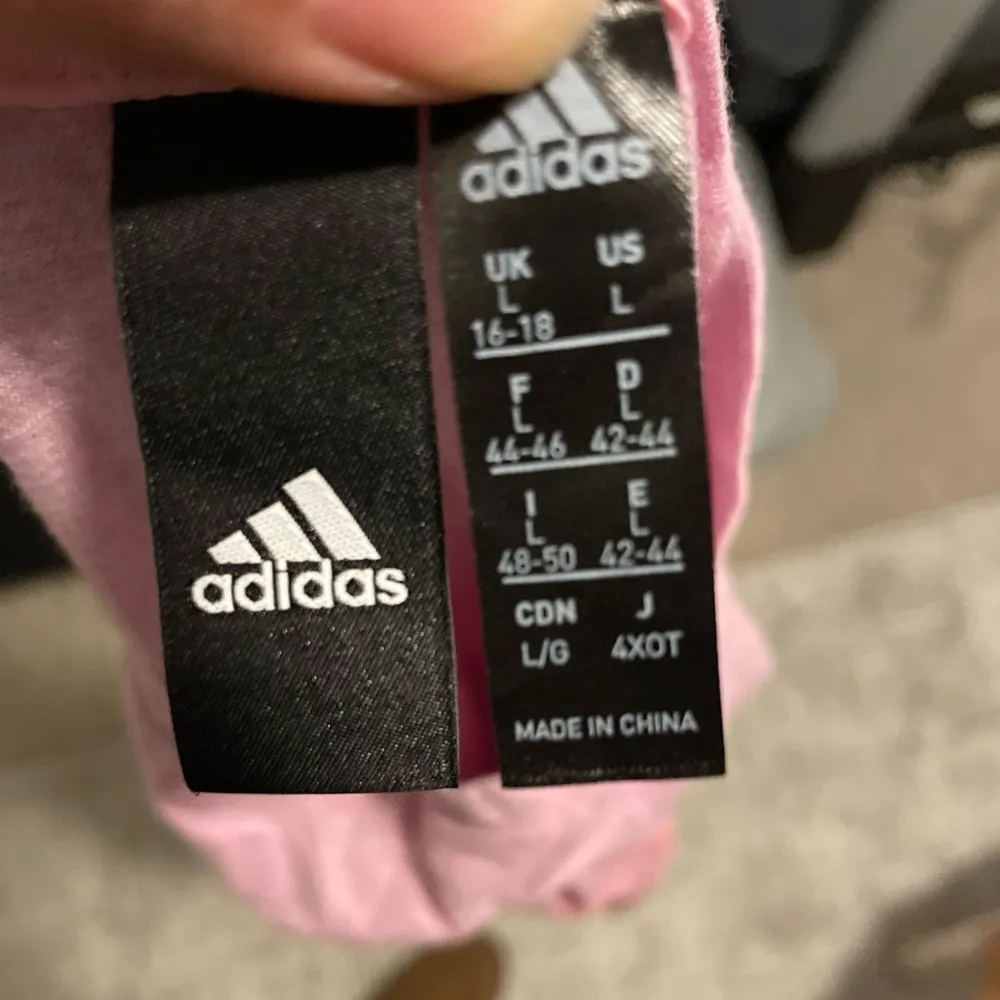 adidas
adidas
UK US
L L
16-18
F D
L L
44-46 42-44
I E
L L
48-50 42-44
CDN J
L/G 4XOT
MADE IN CHINA